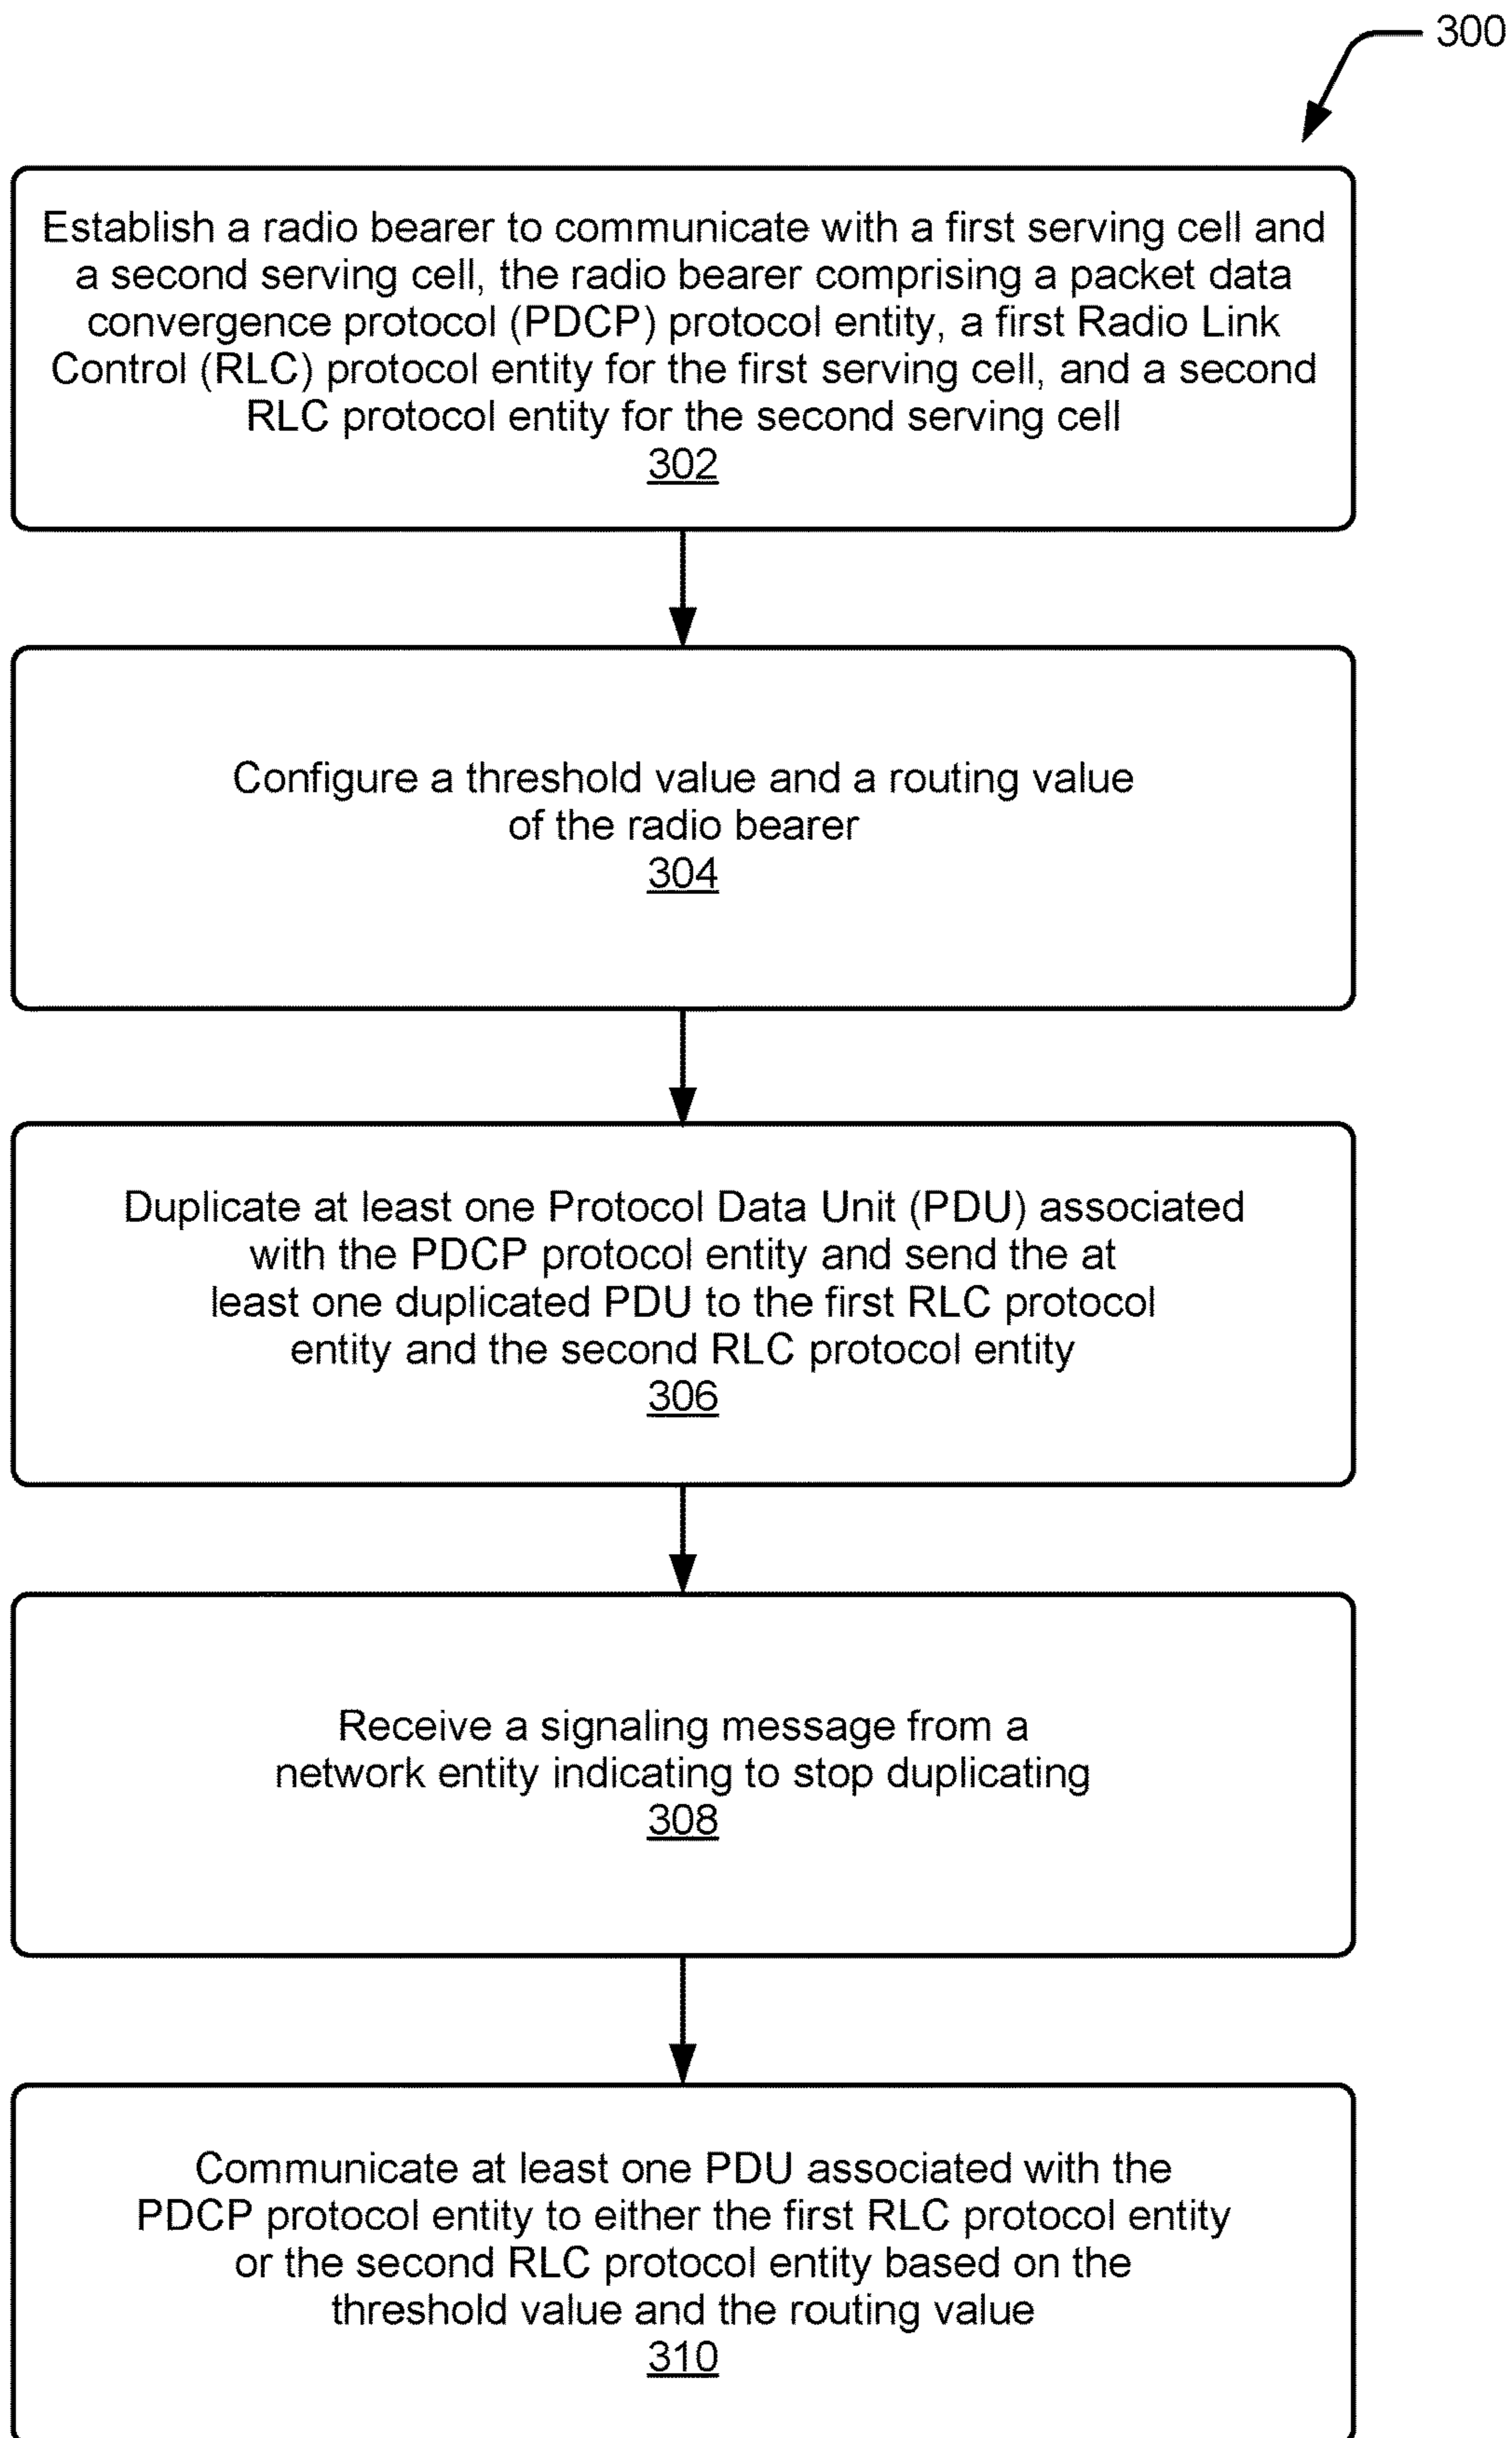 300
Establish a radio bearer to communicate with a first serving cell and
a second serving cell, the radio bearer comprising a packet data
convergence protocol (PDCP) protocol entity, a first Radio Link
Control (RLC) protocol entity for the first serving cell, and a second
RLC protocol entity for the second serving cell
302
Configure a threshold value and a routing value
of the radio bearer
304
Duplicate at least one Protocol Data Unit (PDU) associated
with the PDCP protocol entity and send the at
least one duplicated PDU to the first RLC protocol
entity and the second RLC protocol entity
306
Receive a signaling message from a
network entity indicating to stop duplicating
308
Communicate at least one PDU associated with the
PDCP protocol entity to either the first RLC protocol entity
or the second RLC protocol entity based on the
threshold value and the routing value
310